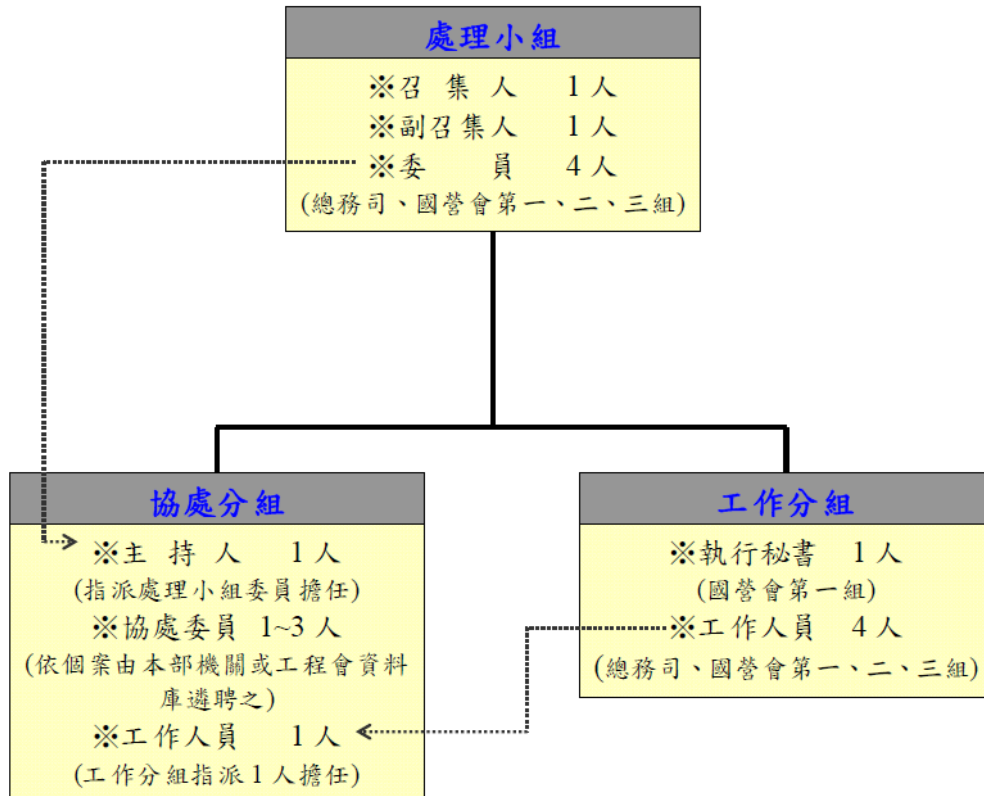 處理小組
※召集人 1人
※副召集人 1人
※委員 4人
(總務司、國營會第一、二、三組)
協處分組
※主持人 1人
(指派處理小組委員擔任)
※協處委員 1~3人
(依個案由本部機關或工程會資料
庫遴聘之)
※工作人員 1人
(工作分組指派1人擔任)
工作分組
※執行秘書 1人
(國營會第一組)
※工作人員 4人
(總務司、國營會第一、二、三組)